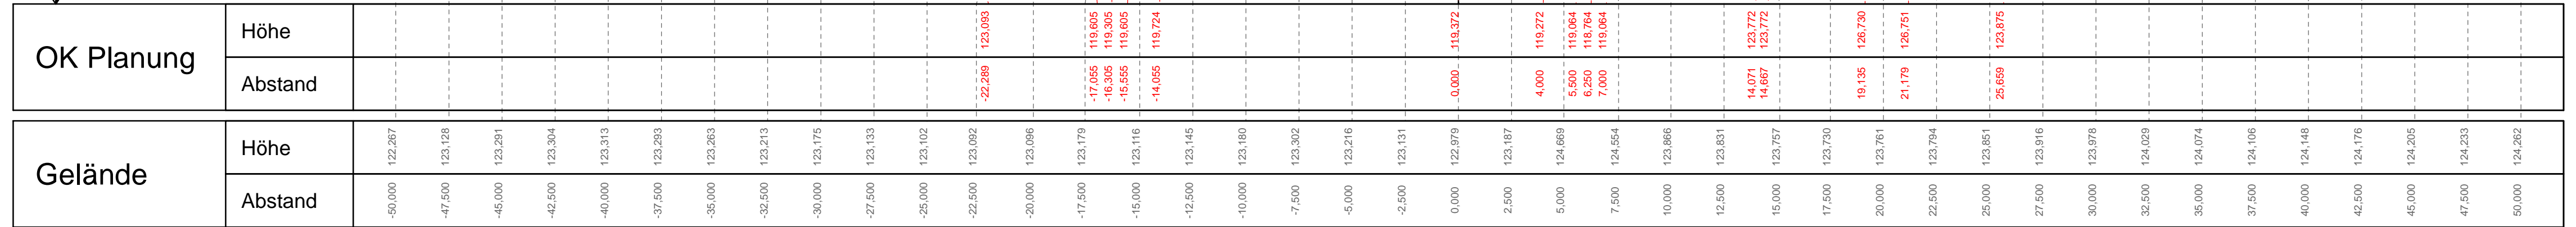 OK Planung
Höhe
123,093 119,605 119,305 119,605 119,724 119,372 119,272 119,064 118,764 119,064 123,772 123,772 126,730 126,751 123,875
Abstand
-22,289 -17,055 -16,305 -15,555 -14,055 0,000 4,000 5,500 6,250 7,000 14,071 14,667 19,135 21,179 25,659
Gelände
Höhe
122,267 123,128 123,291 123,304 123,313 123,293 123,263 123,213 123,175 123,133 123,102 123,092 123,096 123,179 123,116 123,145 123,180 123,302 123,216 123,131 122,979 123,187 124,669 124,554 123,866 123,831 123,757 123,730 123,761 123,794 123,851 123,916 123,978 124,029 124,074 124,106 124,148 124,176 124,205 124,233 124,262
Abstand
-50,000 -47,500 -45,000 -42,500 -40,000 -37,500 -35,000 -32,500 -30,000 -27,500 -25,000 -22,500 -20,000 -17,500 -15,000 -12,500 -10,000 -7,500 -5,000 -2,500 0,000 2,500 5,000 7,500 10,000 12,500 15,000 17,500 20,000 22,500 25,000 27,500 30,000 32,500 35,000 37,500 40,000 42,500 45,000 47,500 50,000